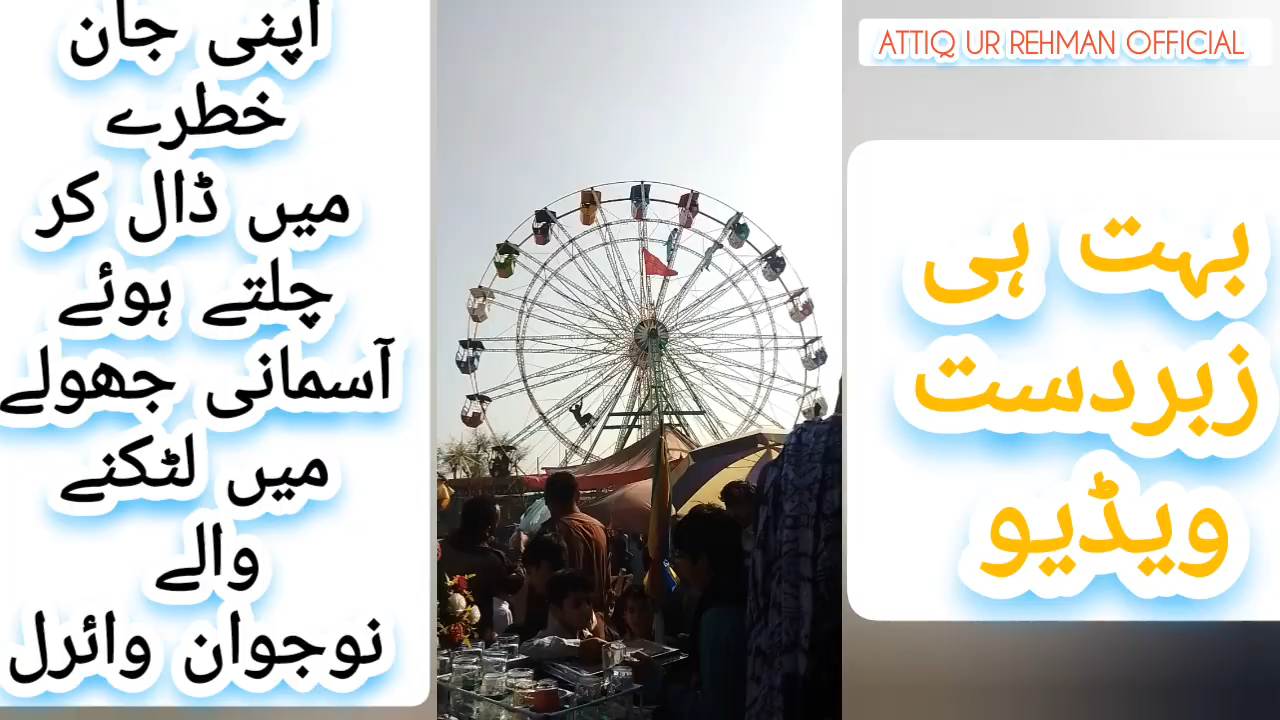 اپنی جان
خطرے
میں ڈال کر
چلتے ہوئے
آسمانی جھولے
میں لٹکنے
والے
نوجوان وائرل
ATTIQ UR REHMAN OFFICIAL
بہت ہی
زبردست
ویڈیو